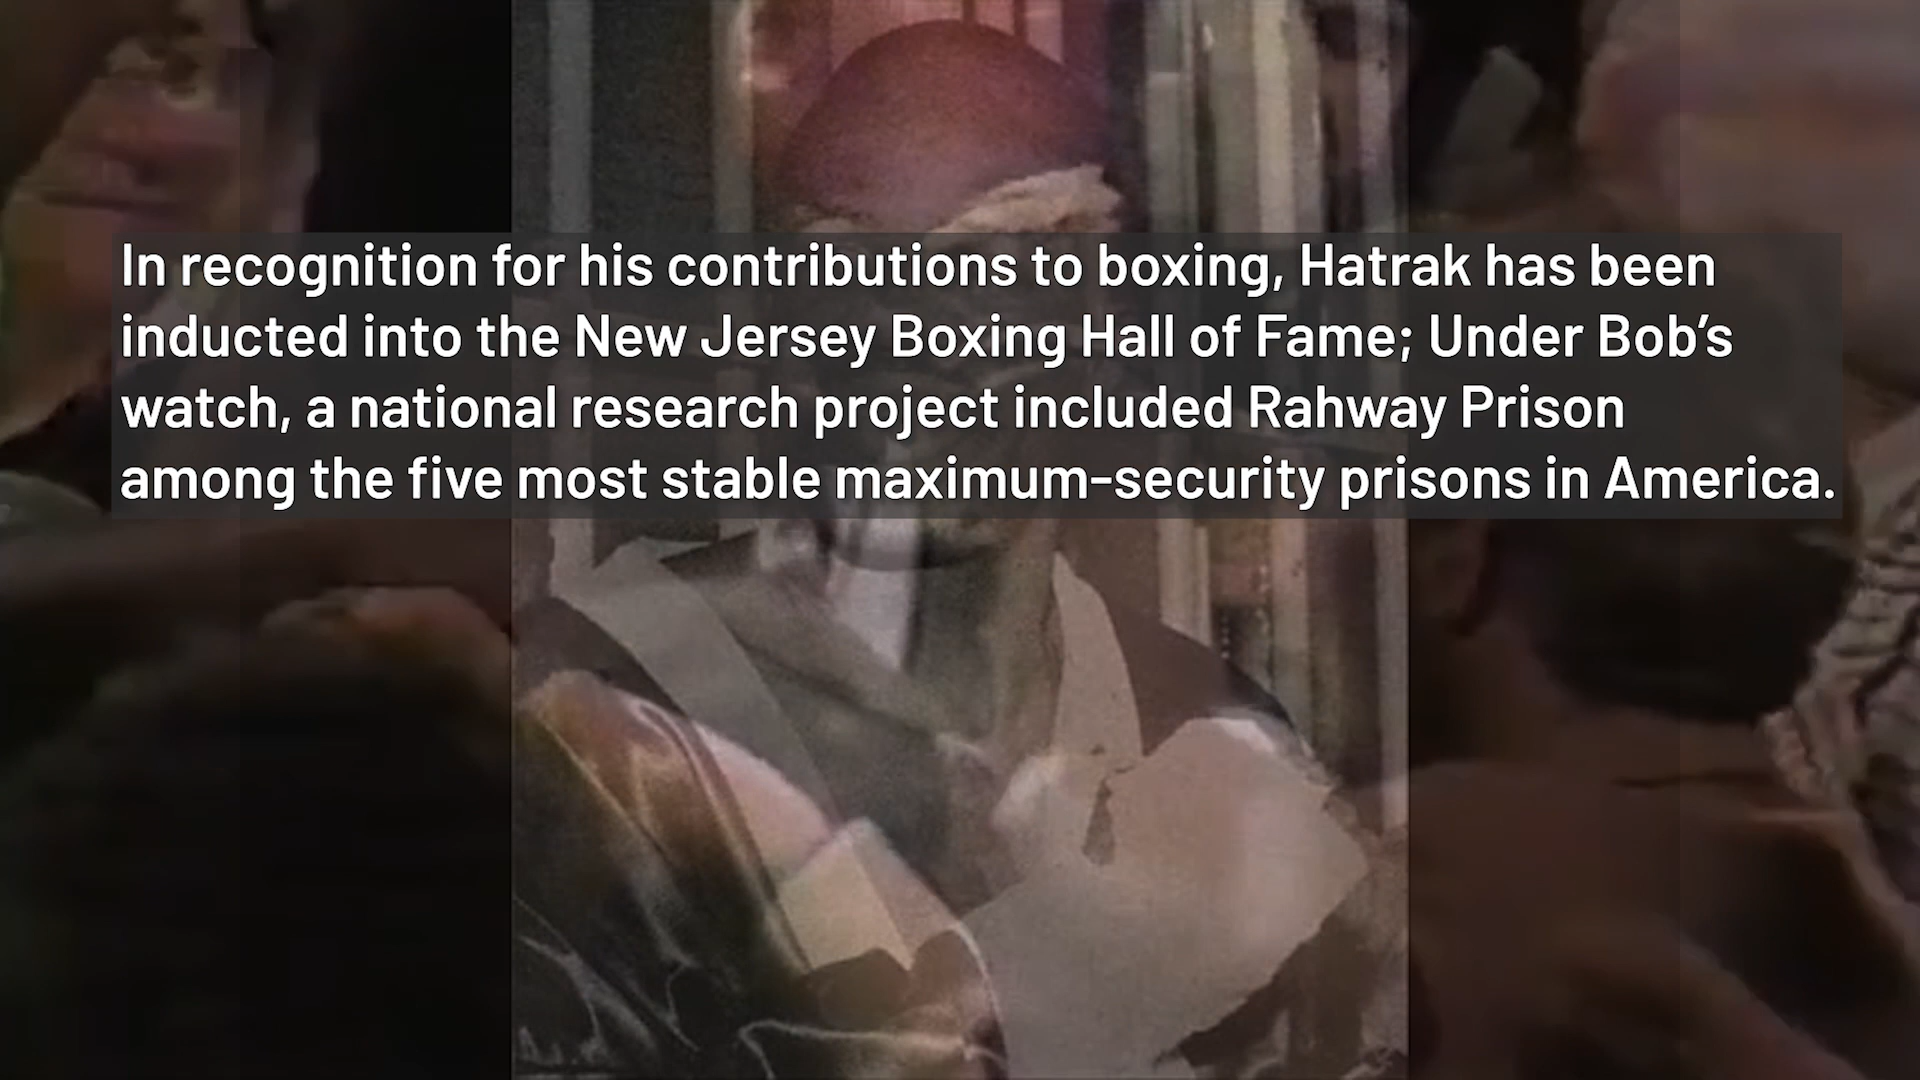 In recognition for his contributions to boxing, Hatrak has been
inducted into the New Jersey Boxing Hall of Fame; Under Bob’s
watch, a national research project included Rahway Prison
among the five most stable maximum-security prisons in America.